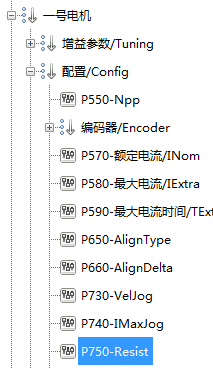 一号电机
增益参数/Tuning
配置/Config
P550-Npp
编码器/Encoder
P570-额定电流/INom
P580-最大电流/IExtra
P590-最大电流时间/TExt
P650-AlignType
P660-AlignDelta
P730-VelJog
P740-IMaxJog
P750-Resist